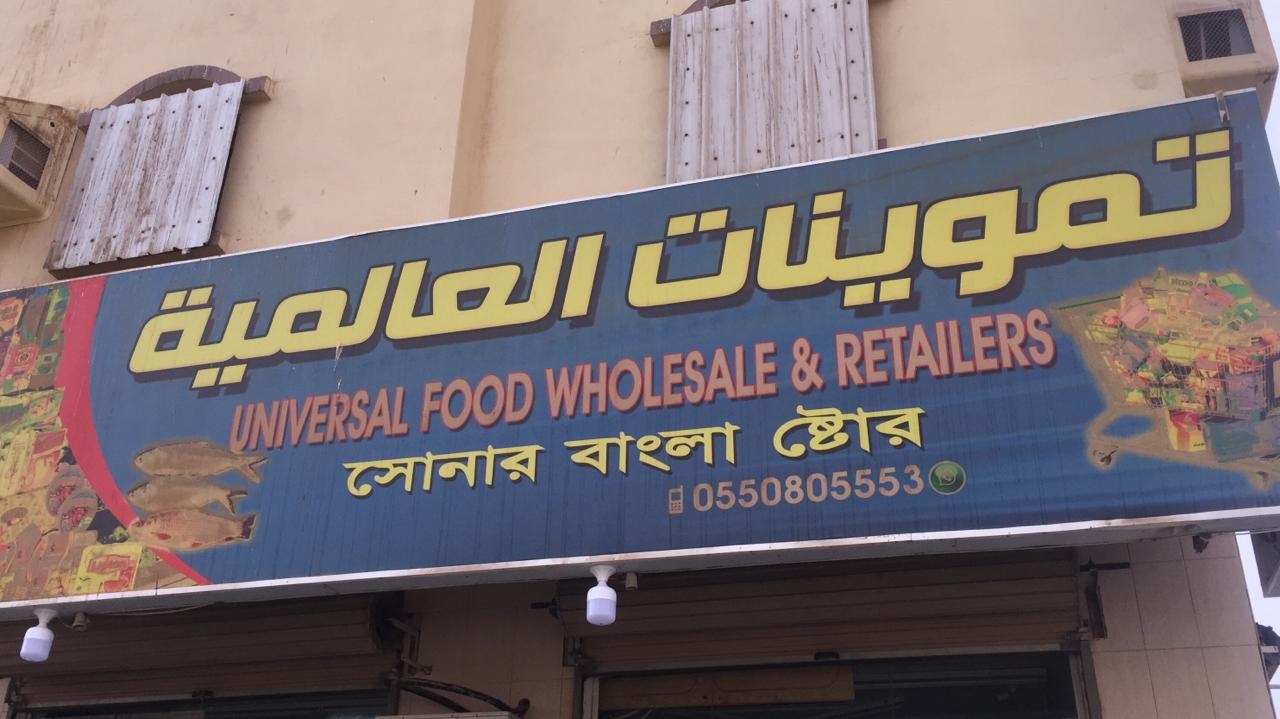 تموينات العالمية
UNIVERSAL FOOD WHOLESALE & RETAILERS
সোনার বাংলা ষ্টোর
0550805553